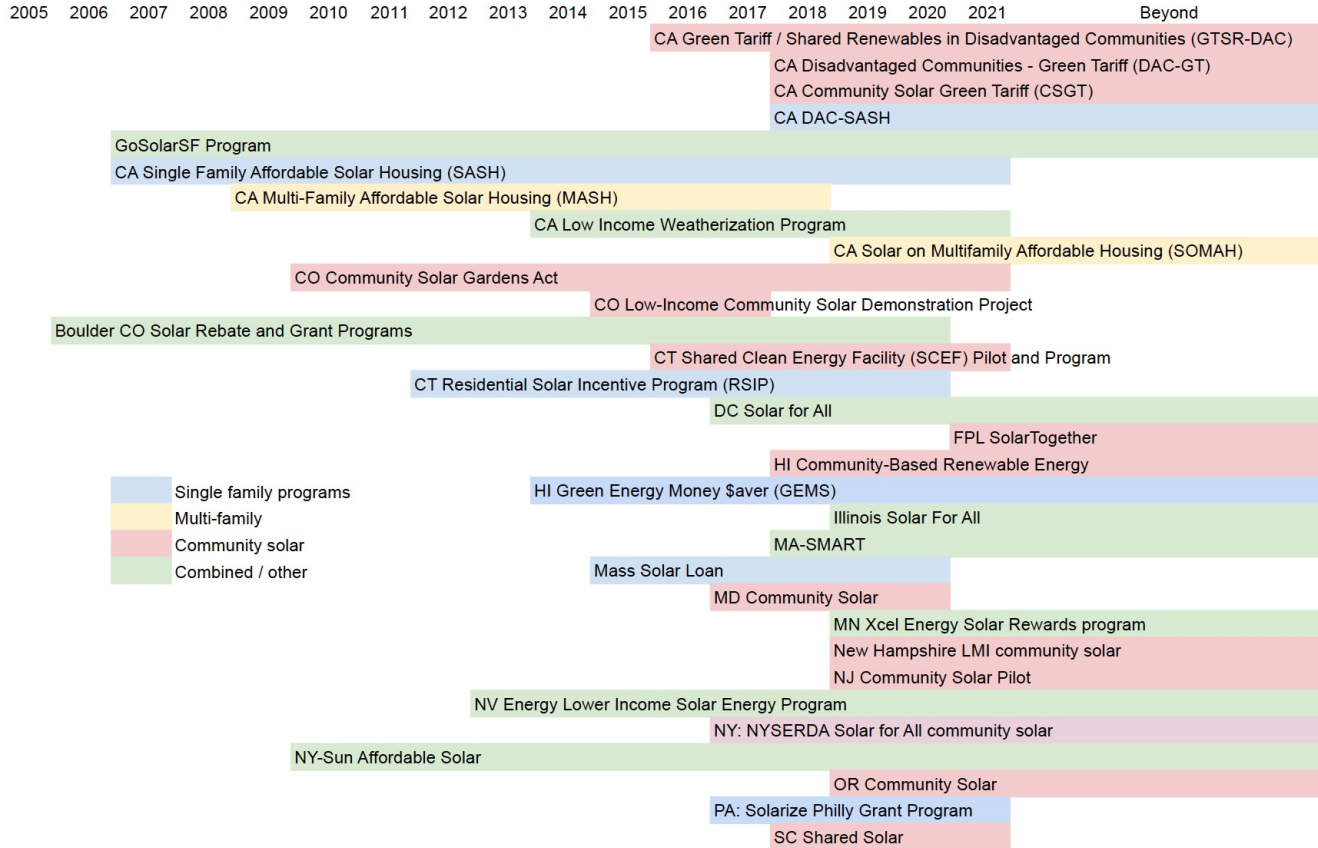 2005 2006 2007 2008 2009 2010 2011 2012 2013 2014 2015 2016 2017 2018 2019 2020 2021 Beyond
CA Green Tariff / Shared Renewables in Disadvantaged Communities (GTSR-DAC)
CA Disadvantaged Communities - Green Tariff (DAC-GT)
CA Community Solar Green Tariff (CSGT)
CA DAC-SASH
GoSolarSF Program
CA Single Family Affordable Solar Housing (SASH)
CA Multi-Family Affordable Solar Housing (MASH)
CA Low Income Weatherization Program
CA Solar on Multifamily Affordable Housing (SOMAH)
CO Community Solar Gardens Act
CO Low-Income Community Solar Demonstration Project
Boulder CO Solar Rebate and Grant Programs
CT Shared Clean Energy Facility (SCEF) Pilot and Program
CT Residential Solar Incentive Program (RSIP)
DC Solar for All
FPL SolarTogether
HI Community-Based Renewable Energy
Single family programs
HI Green Energy Money $aver (GEMS)
Multi-family
Illinois Solar For All
Community solar
MA-SMART
Combined / other
Mass Solar Loan
MD Community Solar
MN Xcel Energy Solar Rewards program
New Hampshire LMI community solar
NJ Community Solar Pilot
NV Energy Lower Income Solar Energy Program
NY: NYSERDA Solar for All community solar
NY-Sun Affordable Solar
OR Community Solar
PA: Solarize Philly Grant Program
SC Shared Solar